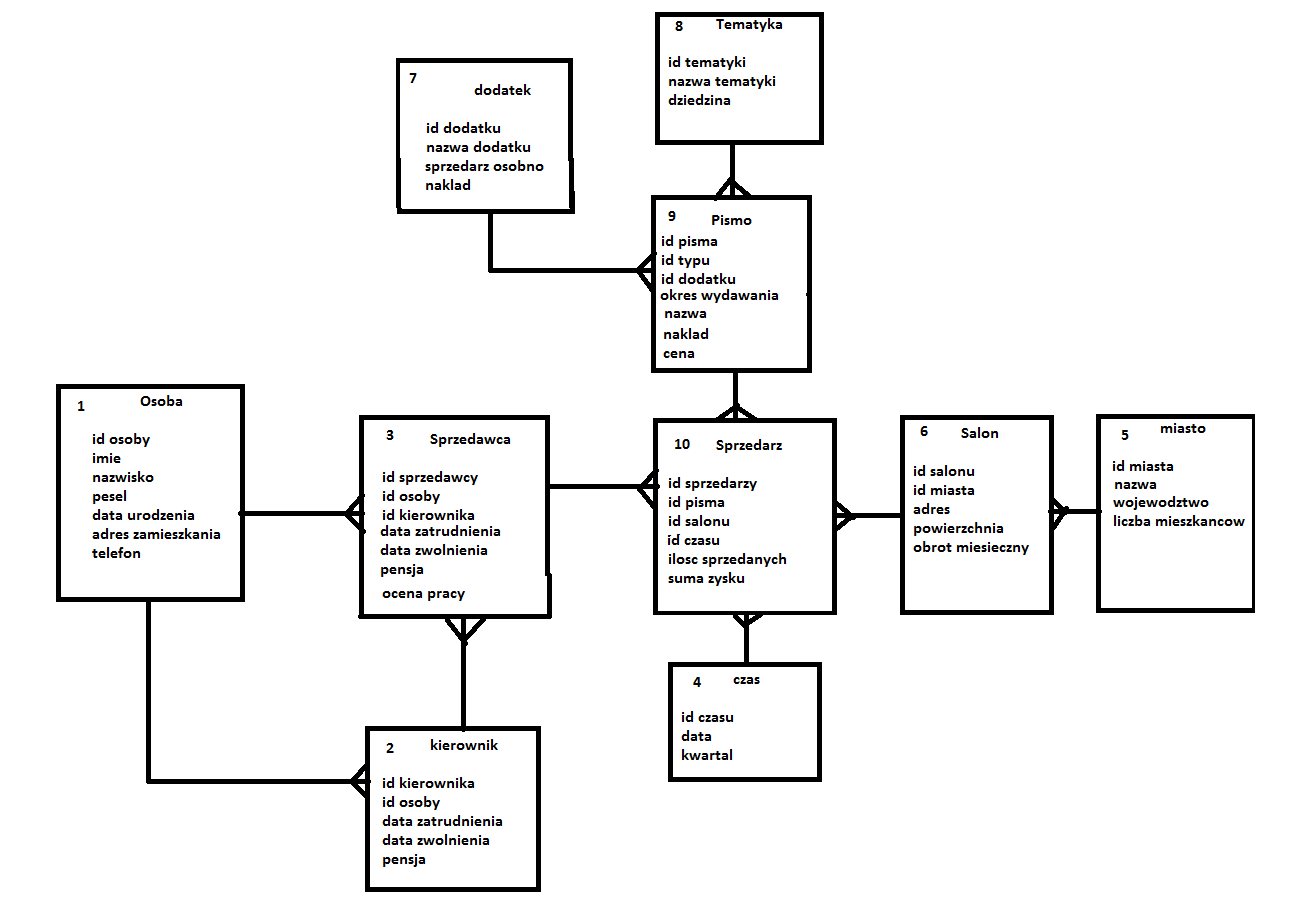 8 Tematyka
id tematyki
nazwa tematyki
dziedzina
7
dodatek
id dodatku
nazwa dodatku
sprzedarz osobno
naklad
9 Pismo
id pisma
id typu
id dodatku
okres wydawania
nazwa
naklad
cena
1 Osoba
id osoby
imie
nazwisko
pesel
data urodzenia
adres zamieszkania
telefon
3 Sprzedawca
id sprzedawcy
id osoby
id kierownika
data zatrudnienia
data zwolnienia
pensja
ocena pracy
10 Sprzedarz
id sprzedarzy
id pisma
id salonu
id czasu
ilosc sprzedanych
suma zysku
6 Salon
id salonu
id miasta
adres
powierzchnia
obrot miesieczny
5 miasto
id miasta
nazwa
wojewodztwo
liczba mieszkancow
4 czas
id czasu
data
kwartal
2 kierownik
id kierownika
id osoby
data zatrudnienia
data zwolnienia
pensja